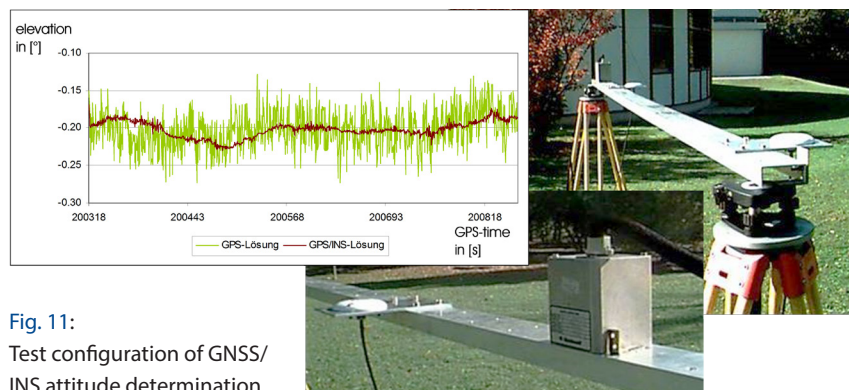 elevation
in [°]
-0.10
-0.15
-0.20
-0.25
-0.30
200318 200443 200568 200693 200818
GPS-time
in [s]
GPS-Lösung GPS/INS-Lösung
Fig. 11:
Test configuration of GNSS/
INS attitude determination